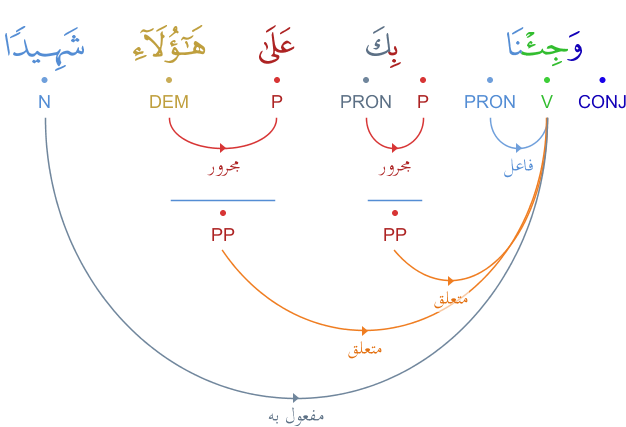 وَجِئْنَا بِكَ عَلَىٰ هَٰٓؤُلَآءِ شَهِيدًا
CONJ V PRON P PRON P DEM N
فاعل مجرور مجرور
PP PP
متعلق
متعلق
مفعول به